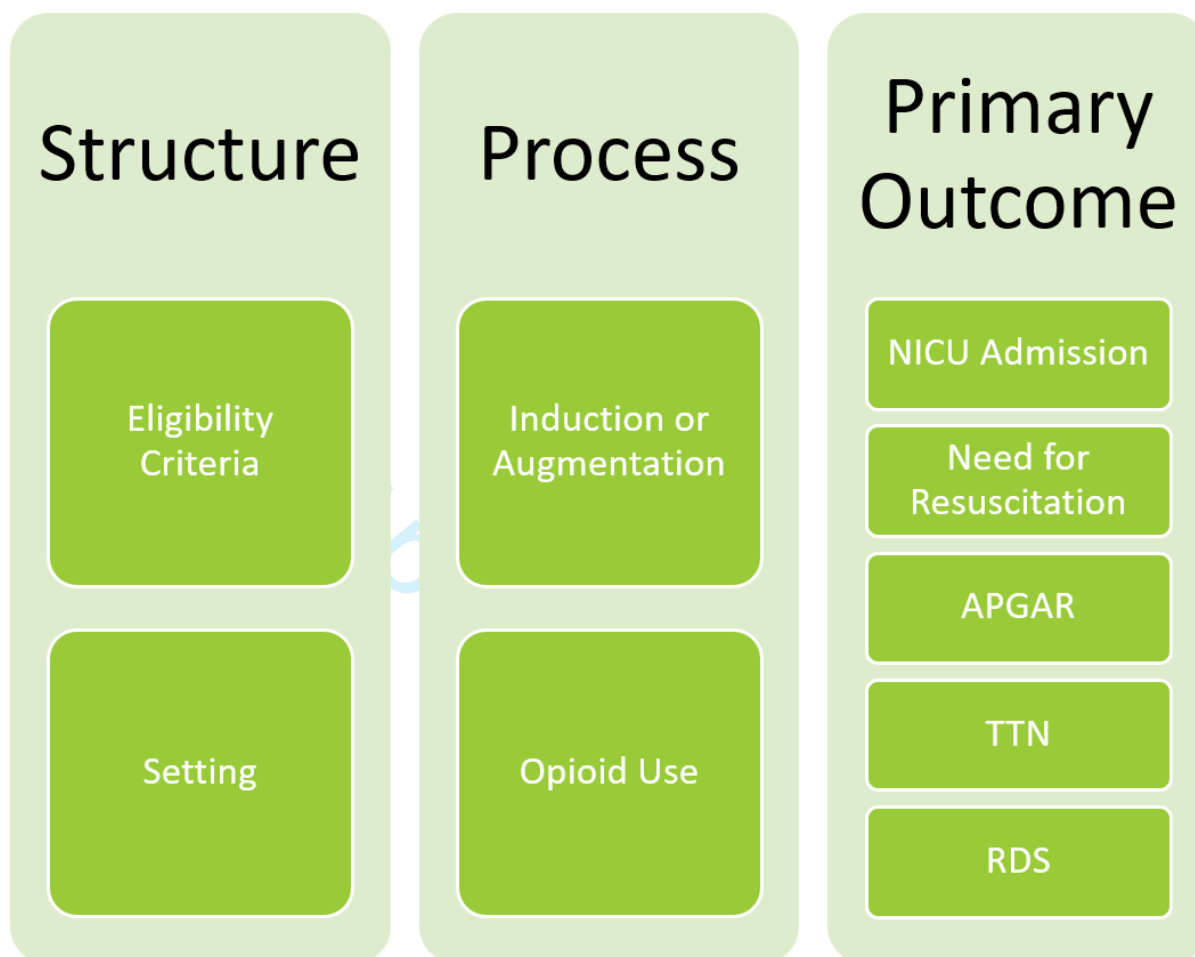 Structure
Eligibility
Criteria
Setting
Process
Induction or
Augmentation
Opioid Use
Primary
Outcome
NICU Admission
Need for
Resuscitation
APGAR
TTN
RDS